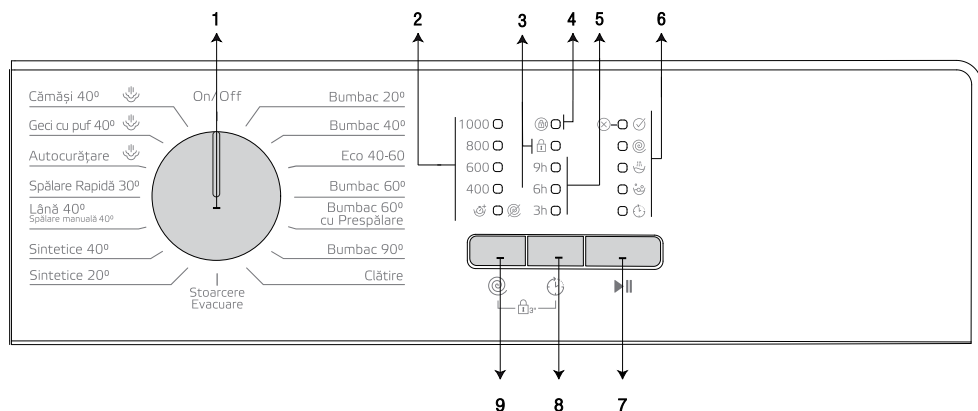 1
2
3
4
5
6
On/Off
Cămăși 40º
Geci cu puf 40º
Autocurățare
Spălare Rapidă 30º
Lână 40º
Spălare manuală 40º
Sintetice 40º
Sintetice 20º
Stoarcere
Evacuare
Bumbac 20º
Bumbac 40º
Eco 40-60
Bumbac 60º
Bumbac 60º
cu Prespălare
Bumbac 90º
Clătire
1000
800
600
400
9h
6h
3h
3"
9
8
7